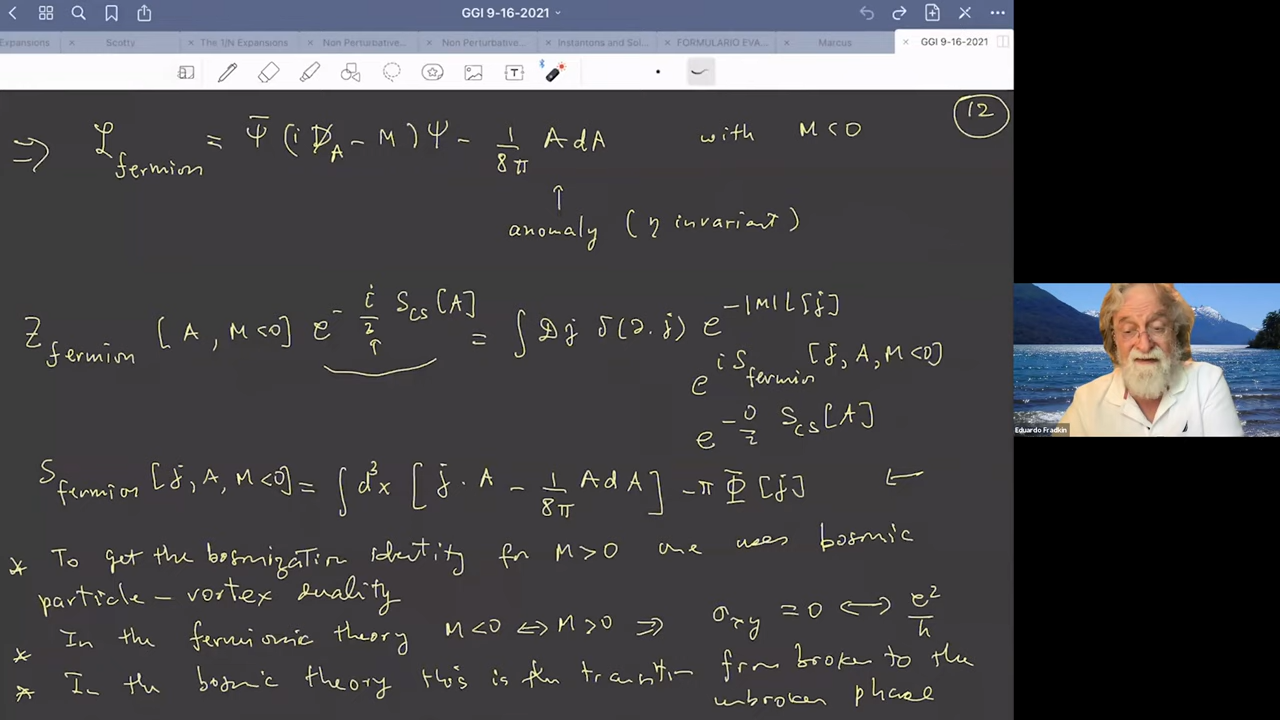 GGI 9-16-2021
Expansions
Scotty
The 1/N Expansions
Non Perturbative...
Non Perturbative...
Instantons and Sol...
FORMULARIO EVA...
Marcus
GGI 9-16-2021
12
⇒ ℒ_fermion = Ψ̄ (i D̸_A − M) Ψ − 1/8π A d A with M < 0
↑
anomaly (η invariant)
Z_fermion [A, M<0] e^{− i/2 S_CS[A]} = ∫ 𝒟j δ(∂·j) e^{−|M| L[j]}
e^{i S_fermion [j, A, M<0]}
e^{− 0/2 S_CS[A]}
S_fermion [j, A, M<0] = ∫ d³x [ j · A − 1/8π A d A ] − π Φ̄ [j] ←
* To get the bosonization identity for M > 0 one uses bosonic
particle – vortex duality
* In the fermionic theory M<0 ⇔ M>0 ⇒ σ_xy = 0 ⟷ e²/h
* In the bosonic theory this is the transition from broken to the
unbroken phase
Eduardo Fradkin